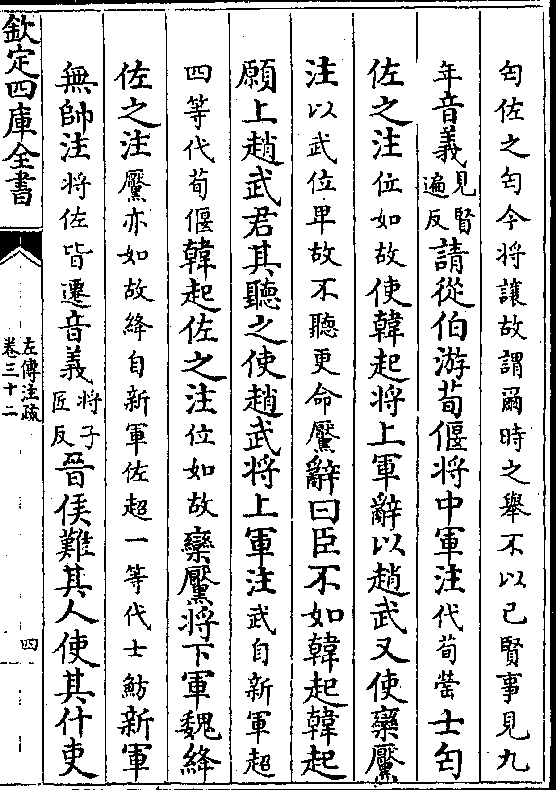 匄佐之匄今将讓故謂爾時之舉不以己賢事見九
年音義見賢遍反請從伯游荀偃将中軍注代荀罃士匄
佐之注位如故使韓起将上軍辭以趙武又使欒黶
注以武位卑故不聽更命黶辭曰臣不如韓起韓起
願上趙武君其聽之使趙武将上軍注武自新軍超
四等代荀偃韓起佐之注位如故欒黶将下軍魏絳
佐之注黶亦如故絳自新軍佐超一等代士魴新軍
無帥注将佐皆遷音義将子匠反晉侯難其人使其什吏
欽定四庫全書
左傳注疏
卷三十二
四